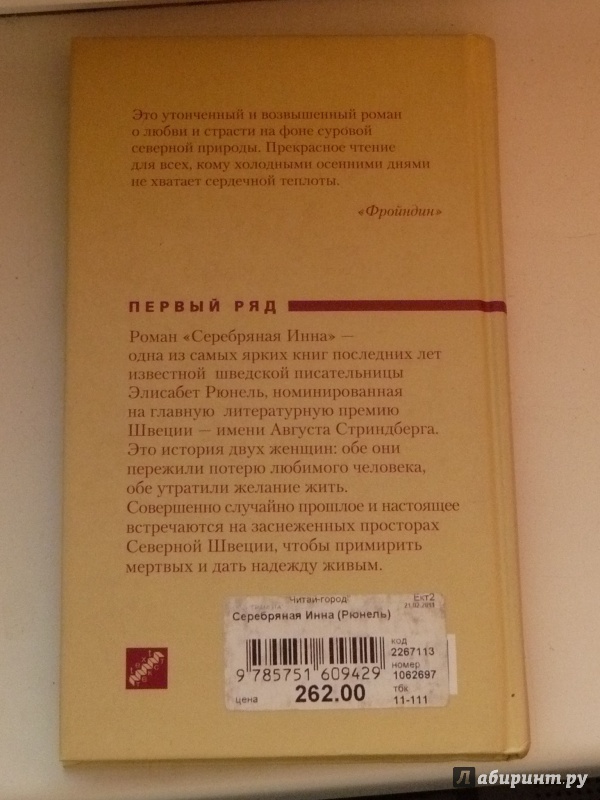 Это утонченный и возвышенный роман
о любви и страсти на фоне суровой
северной природы. Прекрасное чтение
для всех, кому холодными осенними днями
не хватает сердечной теплоты.
«Фройндин»
ПЕРВЫЙ РЯД
Роман «Серебряная Инна» —
одна из самых ярких книг последних лет
известной шведской писательницы
Элисабет Рюнель, номинированная
на главную литературную премию
Швеции — имени Августа Стриндберга.
Это история двух женщин: обе они
пережили потерю любимого человека,
обе утратили желание жить.
Совершенно случайно прошлое и настоящее
встречаются на заснеженных просторах
Северной Швеции, чтобы примирить
мертвых и дать надежду живым.
"Читай-город" Ект2
Серебряная Инна (Рюнель)
код
2267113
номер
1062697
9 785751 609429
цена 262.00
тбк
11-111
лабиринт.ру